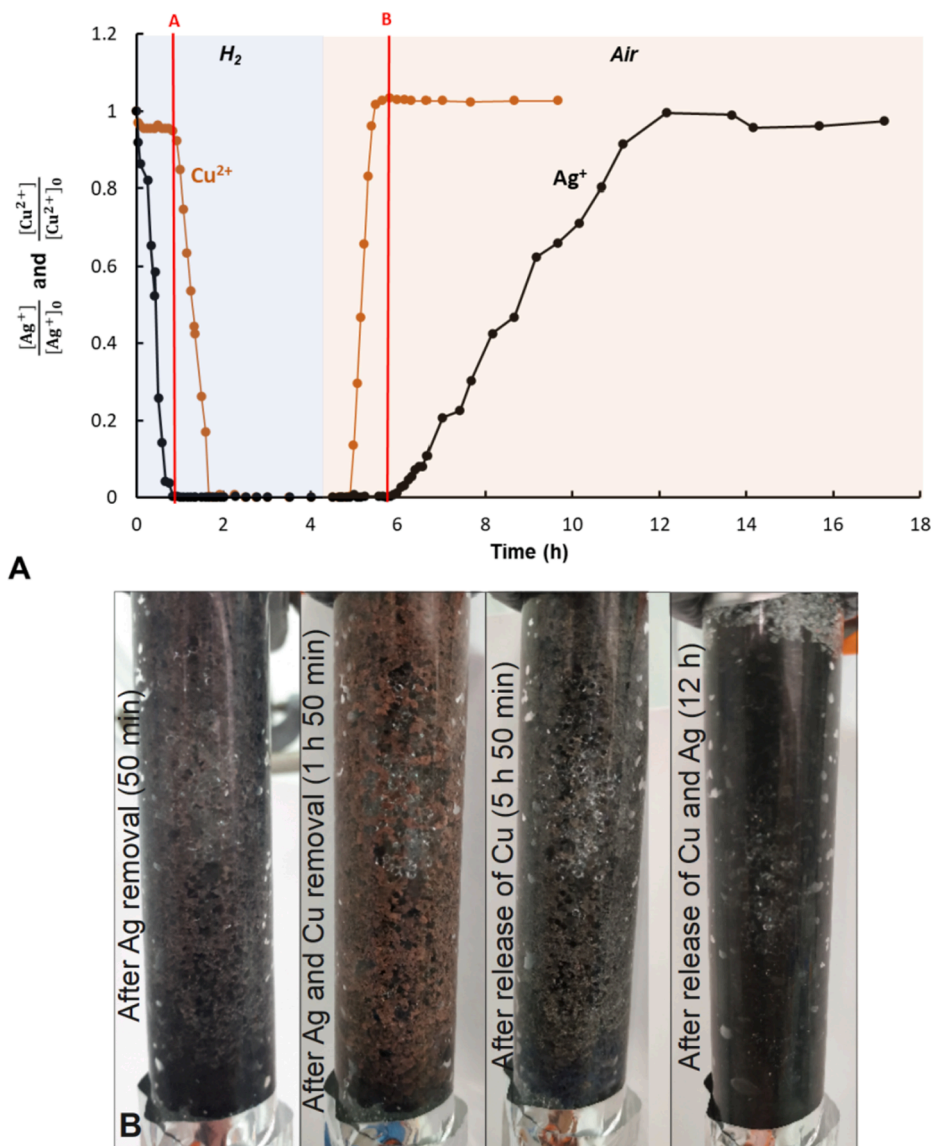 A
B
1.2
H₂
Air
1
Cu²⁺
Ag⁺
0.8
0.6
0.4
0.2
0
[Ag⁺]/[Ag⁺]₀ and [Cu²⁺]/[Cu²⁺]₀
0 2 4 6 8 10 12 14 16 18
Time (h)
A
After Ag removal (50 min)
After Ag and Cu removal (1 h 50 min)
After release of Cu (5 h 50 min)
After release of Cu and Ag (12 h)
B